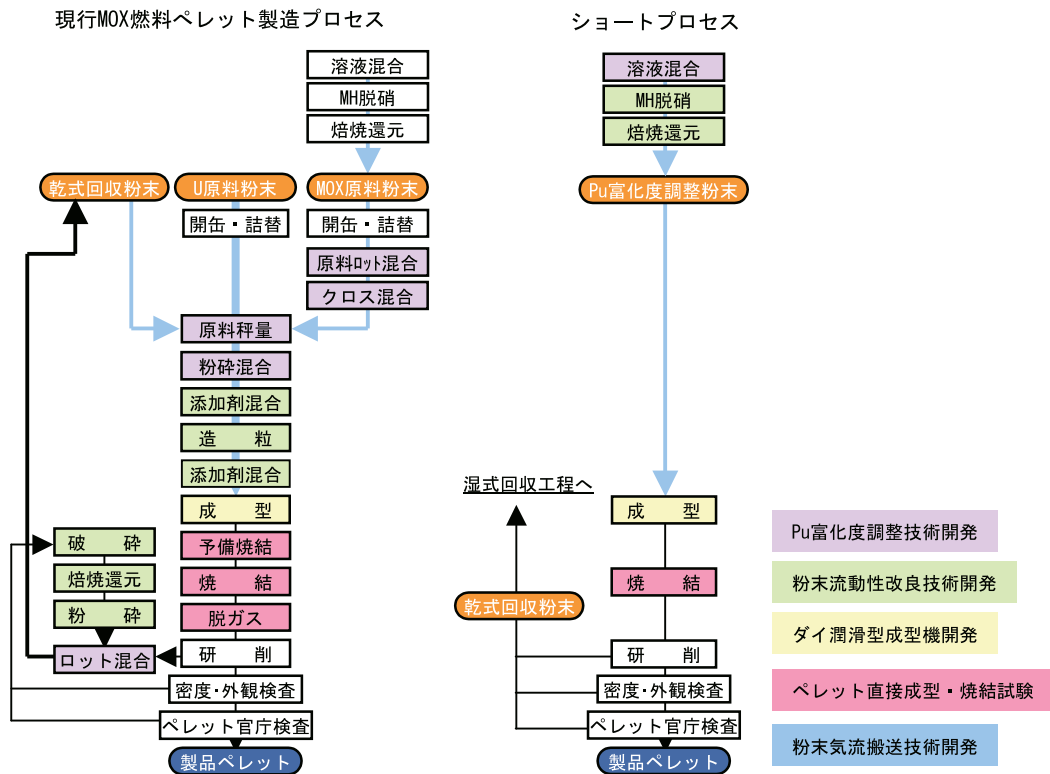 現行MOX燃料ペレット製造プロセス
溶液混合
MH脱硝
焙焼還元
乾式回収粉末
U原料粉末
MOX原料粉末
開缶・詰替
開缶・詰替
原料ロット混合
クロス混合
原料秤量
粉砕混合
添加剤混合
造　粒
添加剤混合
成　型
予備焼結
焼　結
脱ガス
研　削
破　砕
焙焼還元
粉　砕
ロット混合
密度・外観検査
ペレット官庁検査
製品ペレット
ショートプロセス
溶液混合
MH脱硝
焙焼還元
Pu富化度調整粉末
湿式回収工程へ
乾式回収粉末
成　型
焼　結
研　削
密度・外観検査
ペレット官庁検査
製品ペレット
Pu富化度調整技術開発
粉末流動性改良技術開発
ダイ潤滑型成型機開発
ペレット直接成型・焼結試験
粉末気流搬送技術開発